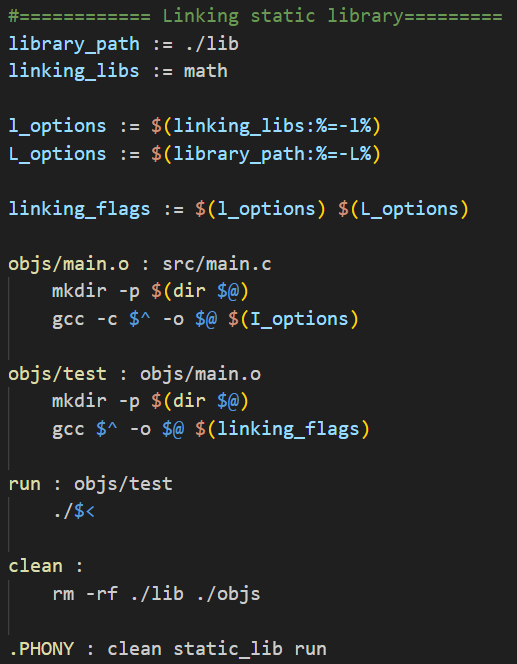 #============ Linking static library=========
library_path := ./lib
linking_libs := math
l_options := $(linking_libs:%=-l%)
L_options := $(library_path:%=-L%)
linking_flags := $(l_options) $(L_options)
objs/main.o : src/main.c
mkdir -p $(dir $@)
gcc -c $^ -o $@ $(I_options)
objs/test : objs/main.o
mkdir -p $(dir $@)
gcc $^ -o $@ $(linking_flags)
run : objs/test
./$<
clean :
rm -rf ./lib ./objs
.PHONY : clean static_lib run